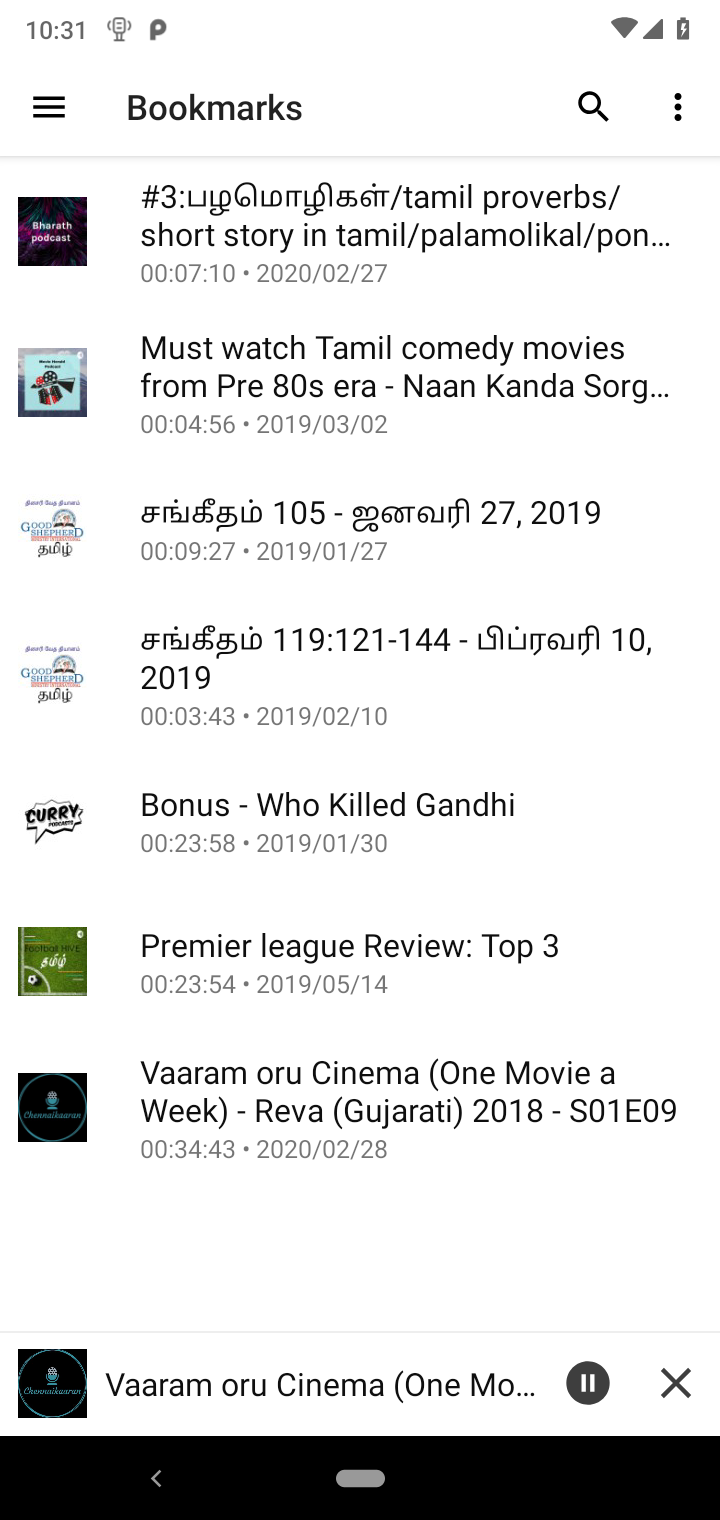 10:31
Bookmarks
Bharath
podcast
#3:பழமொழிகள்/tamil proverbs/
short story in tamil/palamolikal/pon...
00:07:10 • 2020/02/27
Must watch Tamil comedy movies
from Pre 80s era - Naan Kanda Sorg...
00:04:56 • 2019/03/02
GOOD
SHEPHERD
தமிழ்
சங்கீதம் 105 - ஜனவரி 27, 2019
00:09:27 • 2019/01/27
GOOD
SHEPHERD
தமிழ்
சங்கீதம் 119:121-144 - பிப்ரவரி 10,
2019
00:03:43 • 2019/02/10
CURRY
PODCASTS
Bonus - Who Killed Gandhi
00:23:58 • 2019/01/30
Football HIVE
தமிழ்
Premier league Review: Top 3
00:23:54 • 2019/05/14
Chennaikaaran
Vaaram oru Cinema (One Movie a
Week) - Reva (Gujarati) 2018 - S01E09
00:34:43 • 2020/02/28
Chennaikaaran
Vaaram oru Cinema (One Mo...